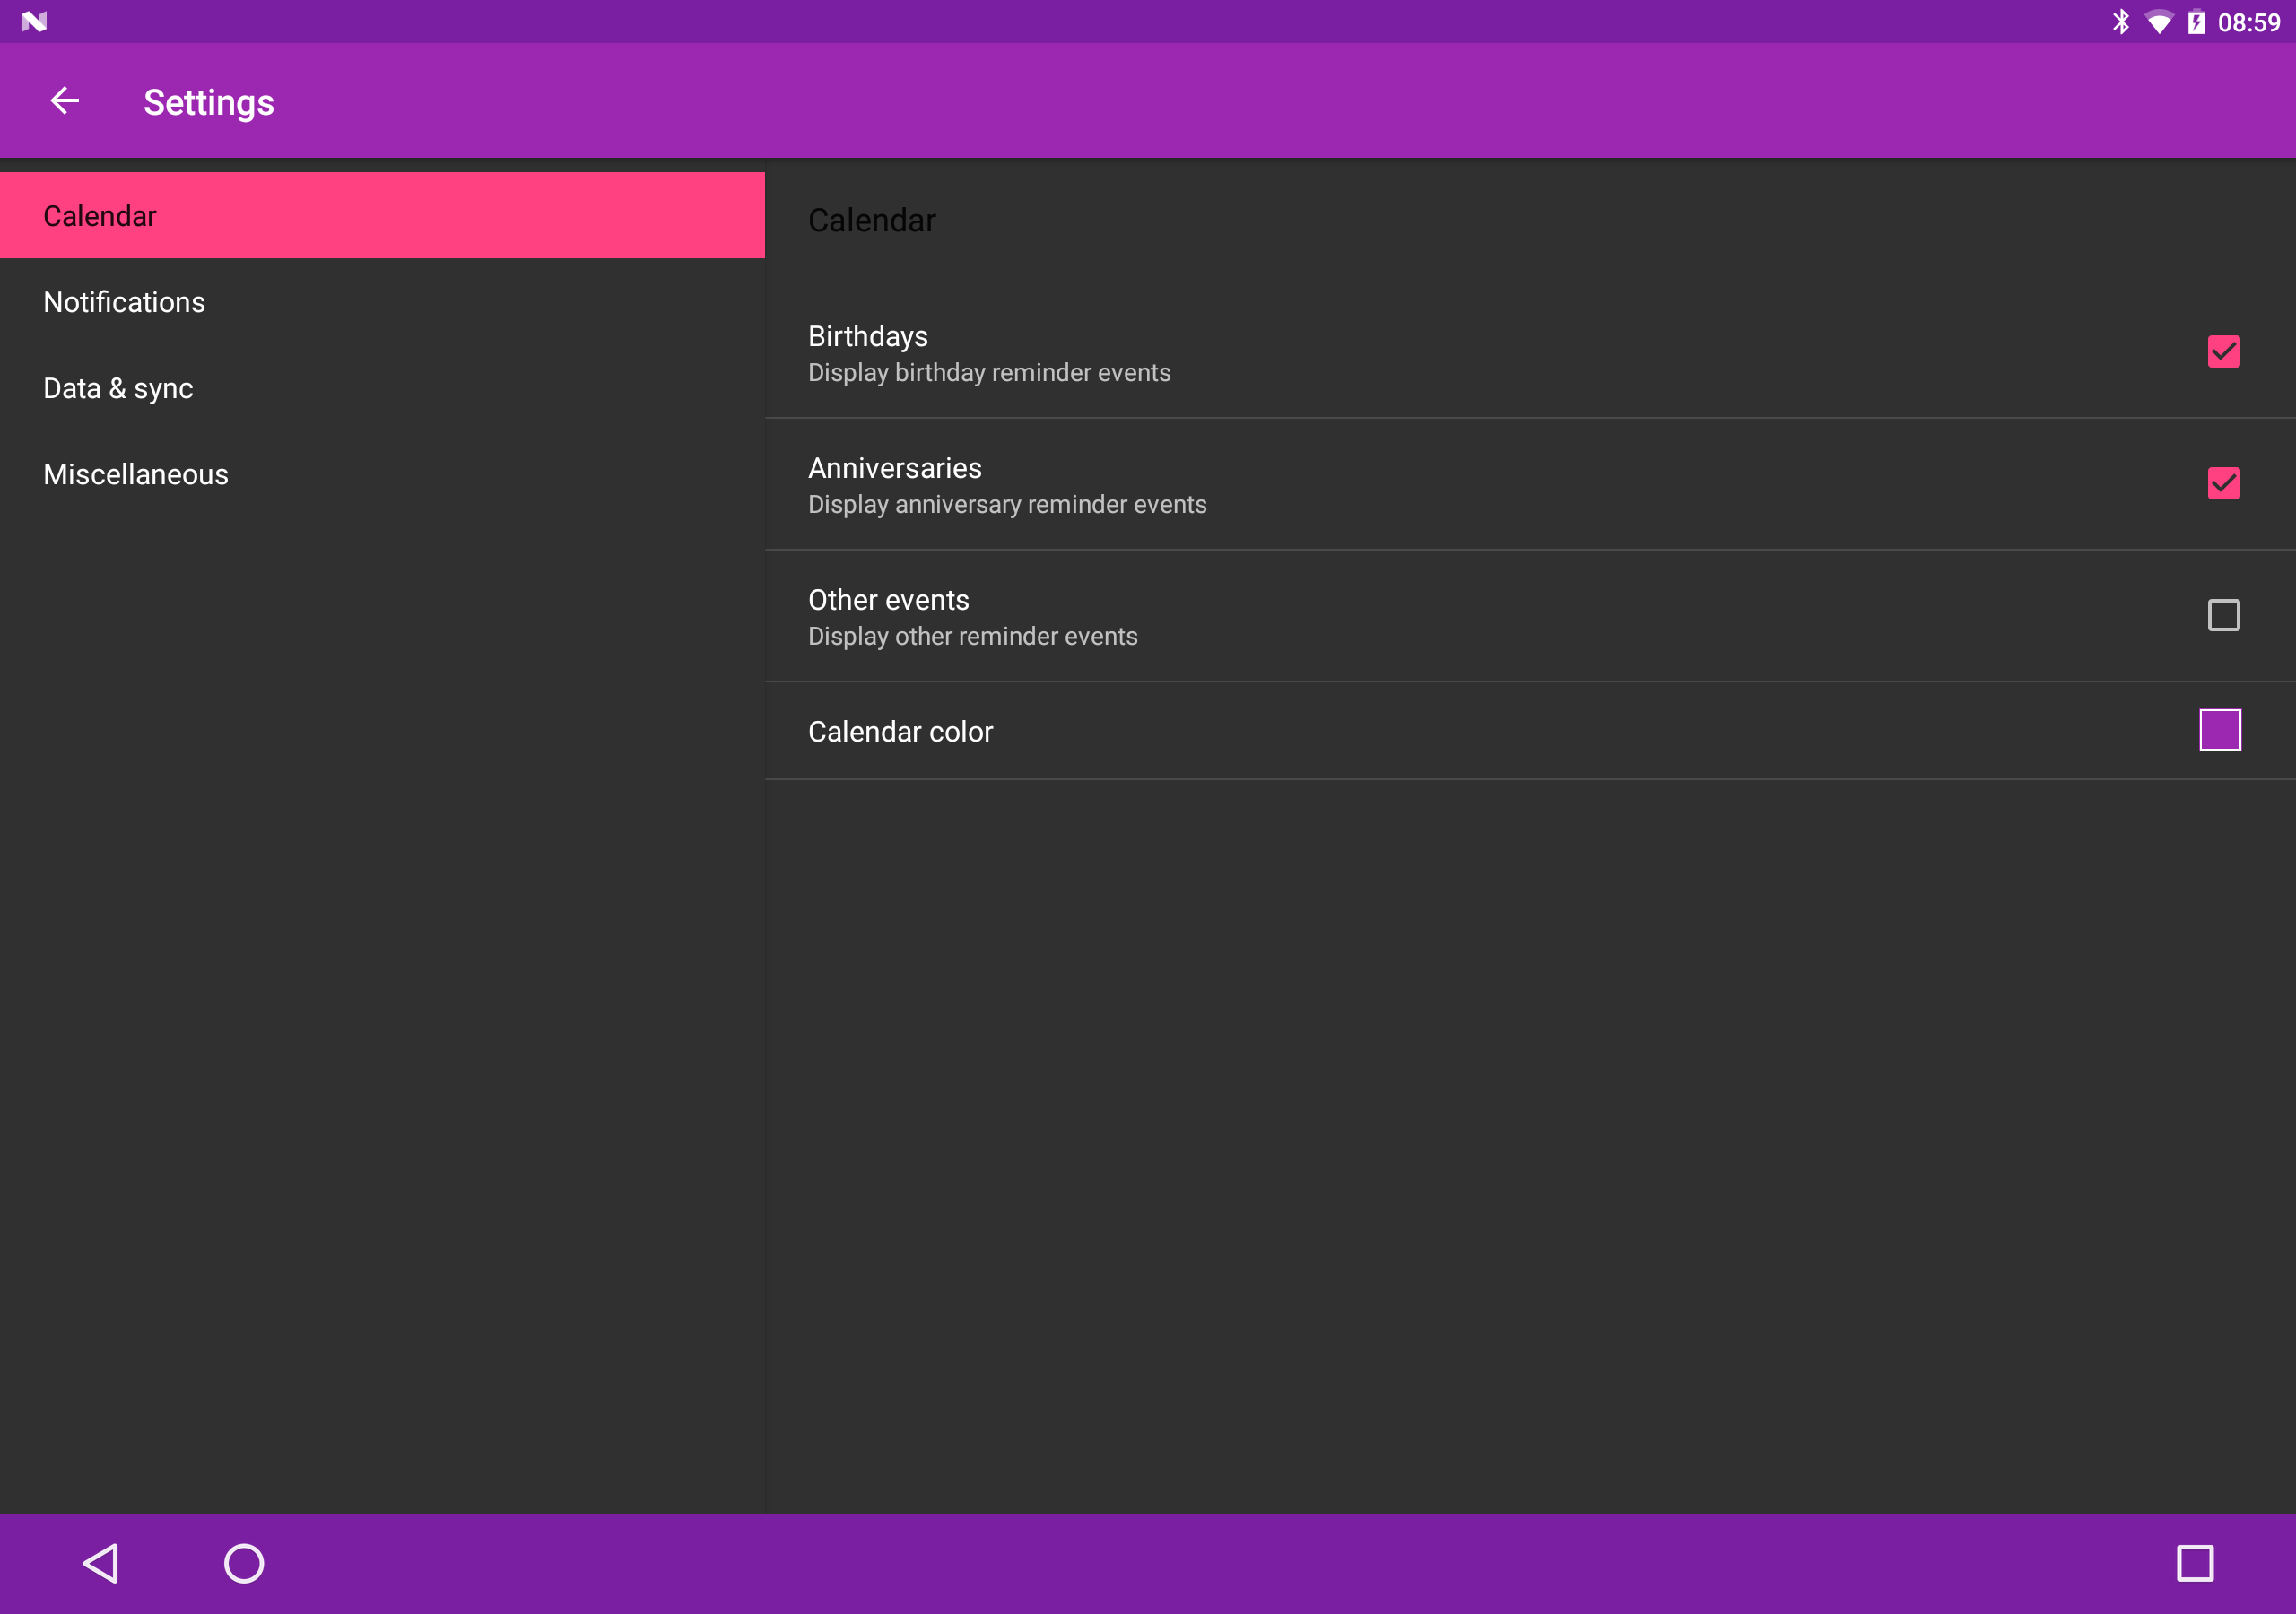 08:59
Settings
Calendar
Notifications
Data & sync
Miscellaneous
Calendar
Birthdays
Display birthday reminder events
Anniversaries
Display anniversary reminder events
Other events
Display other reminder events
Calendar color